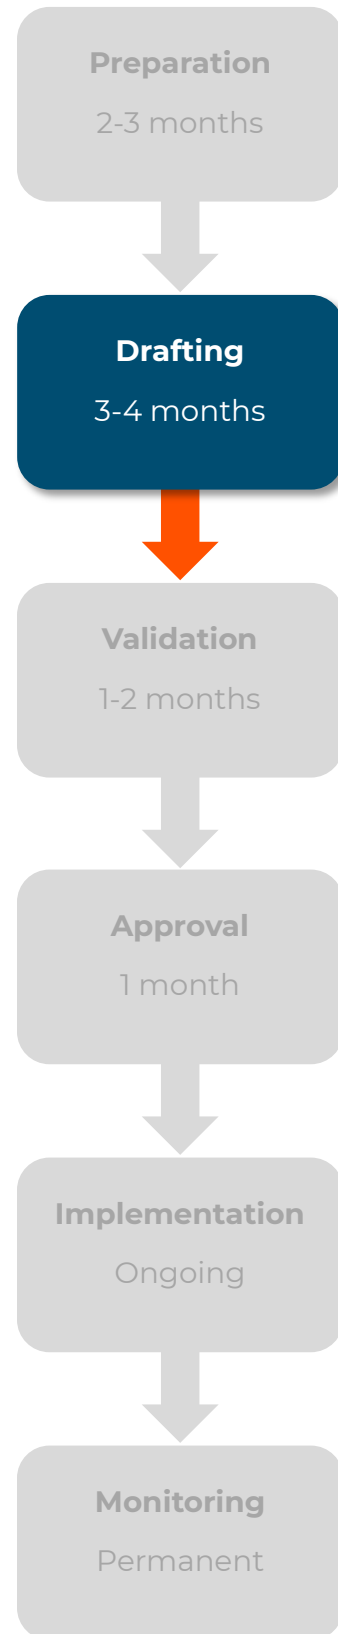 Preparation
2-3 months
Drafting
3-4 months
Validation
1-2 months
Approval
1 month
Implementation
Ongoing
Monitoring
Permanent